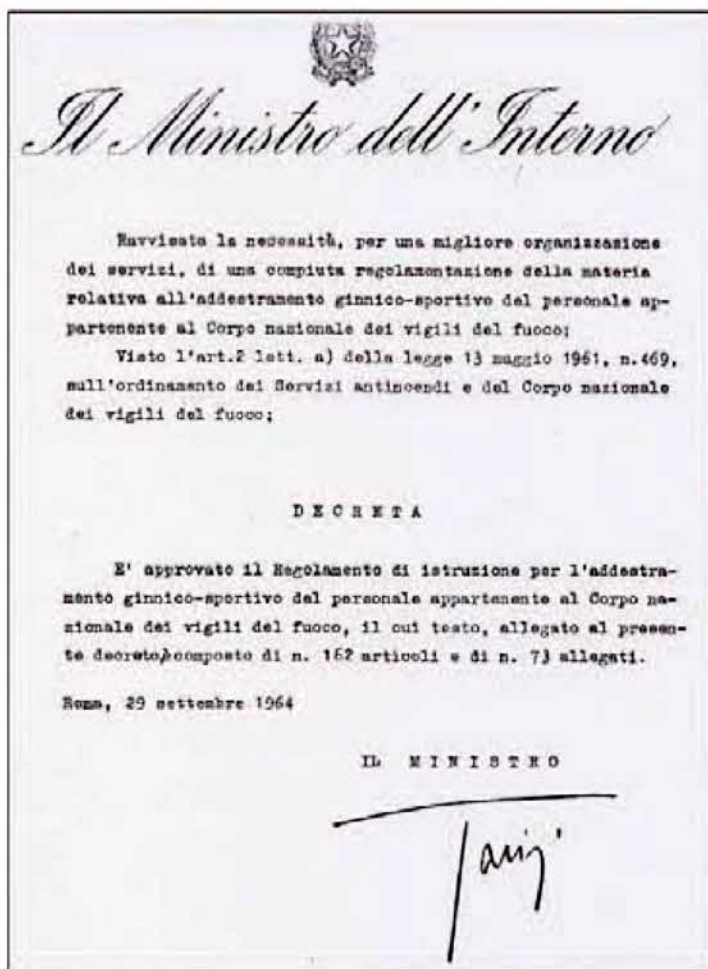 Il Ministro dell'Interno
Ravvisata la necessità, per una migliore organizzazione
dei servizi, di una compiuta regolamentazione della materia
relativa all'addestramento ginnico-sportivo del personale ap-
partenente al Corpo nazionale dei vigili del fuoco;
Visto l'art.2 lett. a) della legge 13 maggio 1961, n.469,
sull'ordinamento dei Servizi antincendi e del Corpo nazionale
dei vigili del fuoco;
DECRETA
E' approvato il Regolamento di istruzione per l'addestra-
mento ginnico-sportivo del personale appartenente al Corpo na-
zionale dei vigili del fuoco, il cui testo, allegato al presen-
te decreto,è composto di n. 162 articoli e di n. 73 allegati.
Roma, 29 settembre 1964
IL MINISTRO